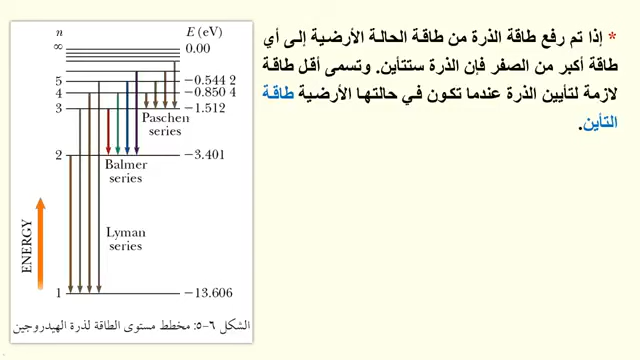 * إذا تم رفع طاقة الذرة من طاقة الحالة الأرضية إلى أي
طاقة أكبر من الصفر فإن الذرة ستتأين. وتسمى أقل طاقة
لازمة لتأيين الذرة عندما تكون في حالتها الأرضية طاقة
التأين.
n E (eV)
∞ 0.00
5 −0.544 2
4 −0.850 4
3 −1.512
Paschen
series
2 −3.401
Balmer
series
Lyman
series
ENERGY
1 −13.606
الشكل ٦-٥: مخطط مستوى الطاقة لذرة الهيدروجين